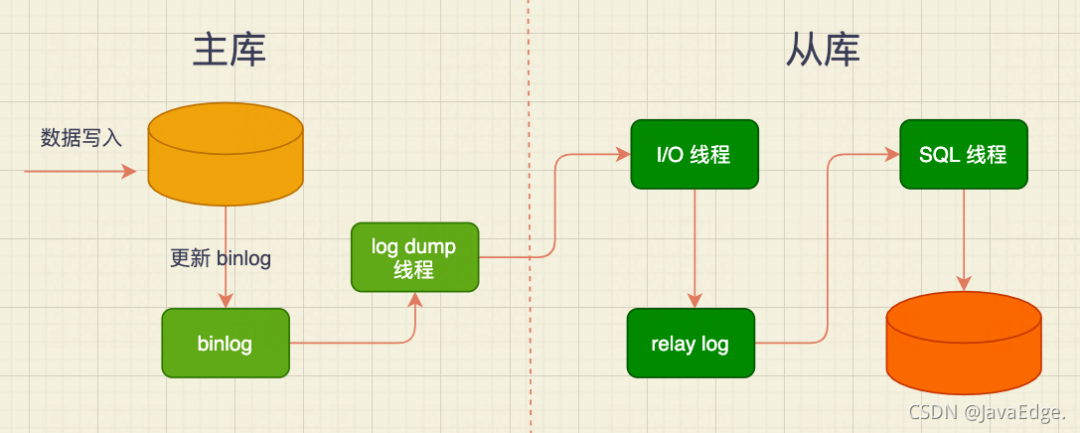 主库
从库
数据写入
更新 binlog
binlog
log dump
线程
I/O 线程
relay log
SQL 线程
CSDN @JavaEdge.